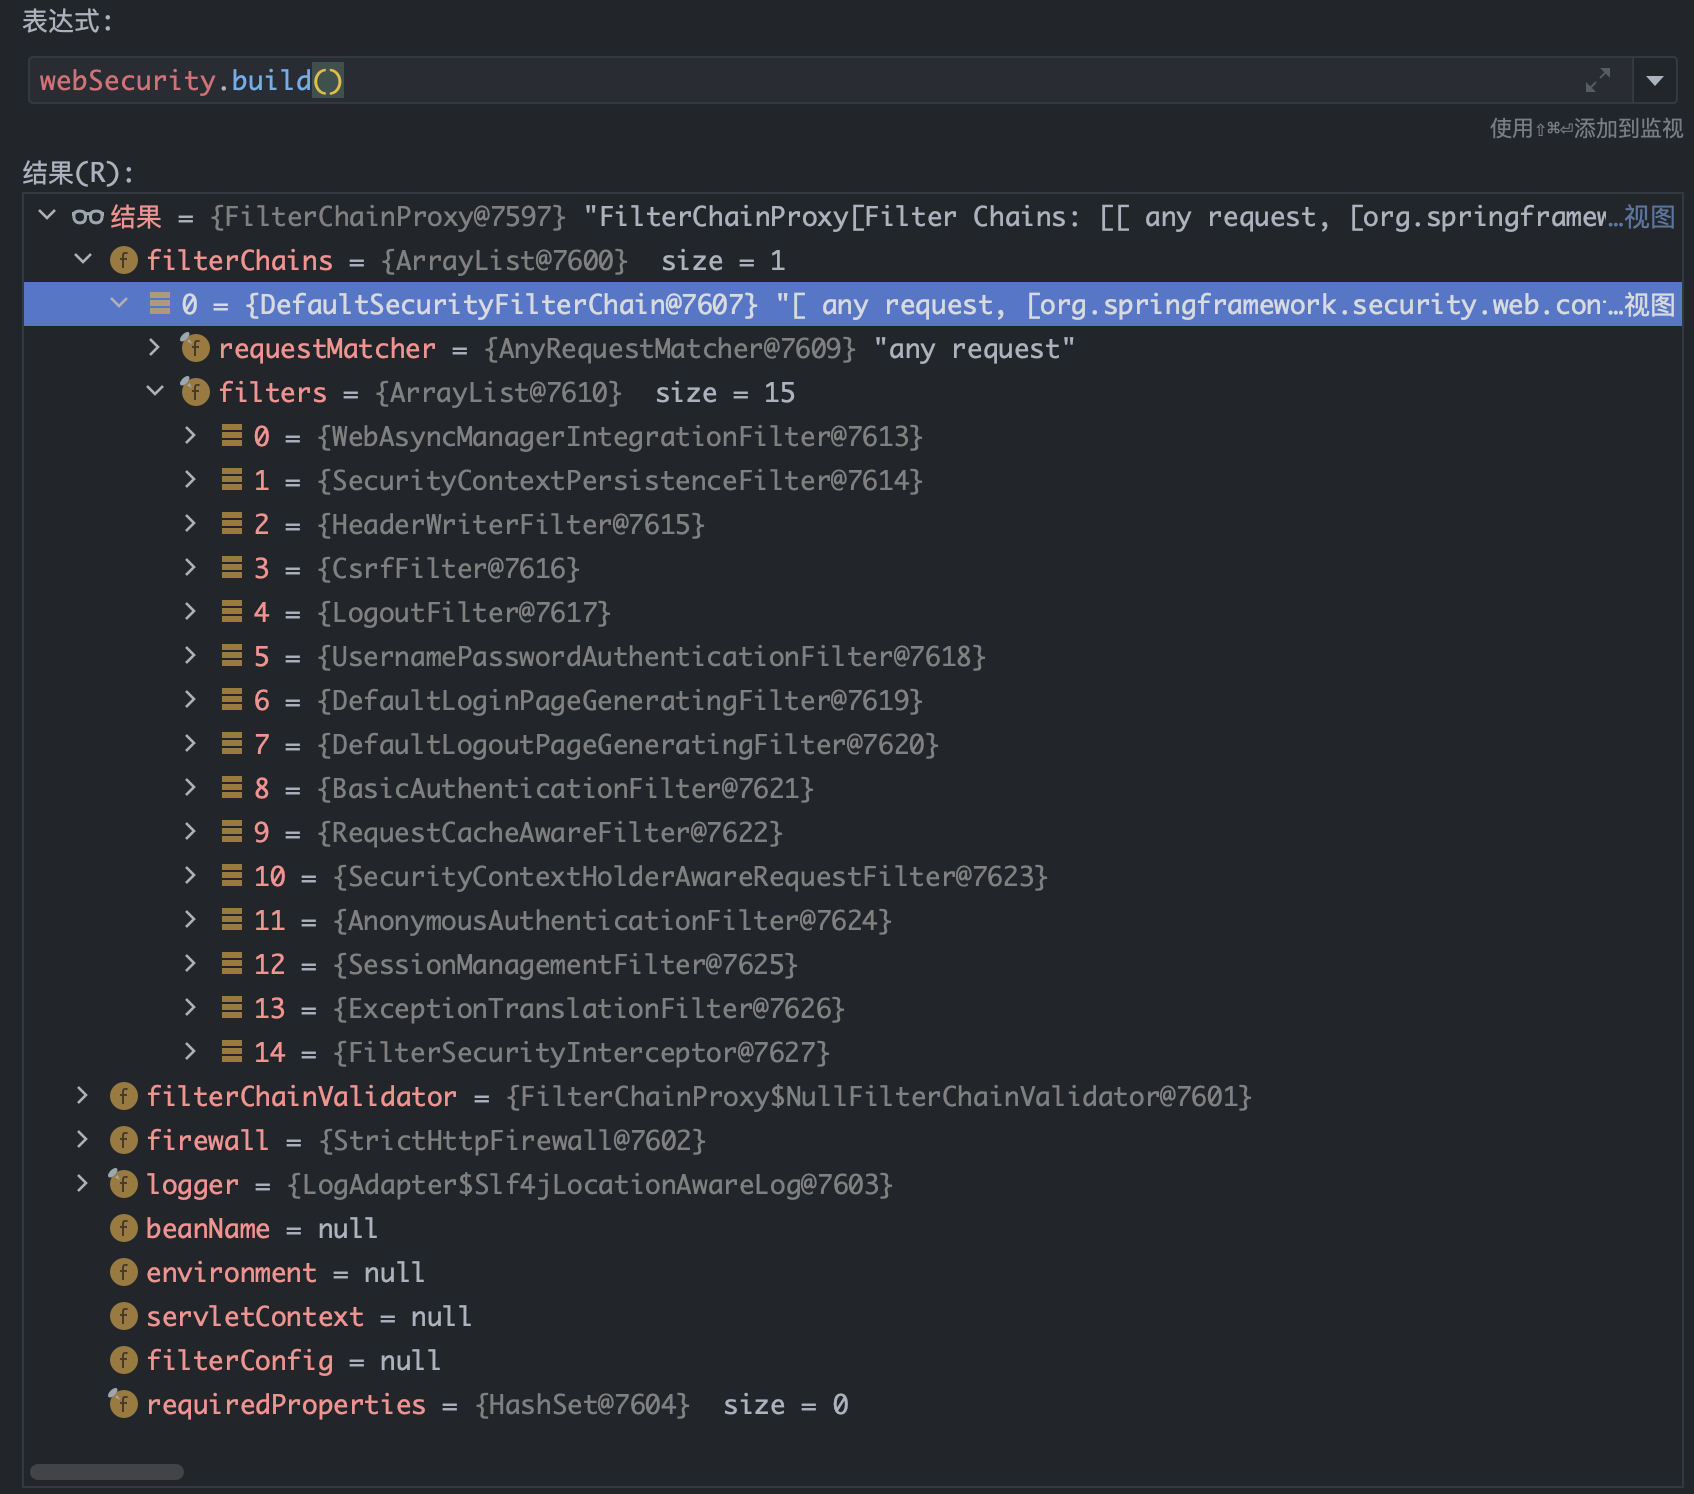 表达式:
webSecurity.build()
使用⇧⌘⏎添加到监视
结果(R):
结果 = {FilterChainProxy@7597} "FilterChainProxy[Filter Chains: [[ any request, [org.springframew...视图
filterChains = {ArrayList@7600} size = 1
0 = {DefaultSecurityFilterChain@7607} "[ any request, [org.springframework.security.web.con...视图
requestMatcher = {AnyRequestMatcher@7609} "any request"
filters = {ArrayList@7610} size = 15
0 = {WebAsyncManagerIntegrationFilter@7613}
1 = {SecurityContextPersistenceFilter@7614}
2 = {HeaderWriterFilter@7615}
3 = {CsrfFilter@7616}
4 = {LogoutFilter@7617}
5 = {UsernamePasswordAuthenticationFilter@7618}
6 = {DefaultLoginPageGeneratingFilter@7619}
7 = {DefaultLogoutPageGeneratingFilter@7620}
8 = {BasicAuthenticationFilter@7621}
9 = {RequestCacheAwareFilter@7622}
10 = {SecurityContextHolderAwareRequestFilter@7623}
11 = {AnonymousAuthenticationFilter@7624}
12 = {SessionManagementFilter@7625}
13 = {ExceptionTranslationFilter@7626}
14 = {FilterSecurityInterceptor@7627}
filterChainValidator = {FilterChainProxy$NullFilterChainValidator@7601}
firewall = {StrictHttpFirewall@7602}
logger = {LogAdapter$Slf4jLocationAwareLog@7603}
beanName = null
environment = null
servletContext = null
filterConfig = null
requiredProperties = {HashSet@7604} size = 0